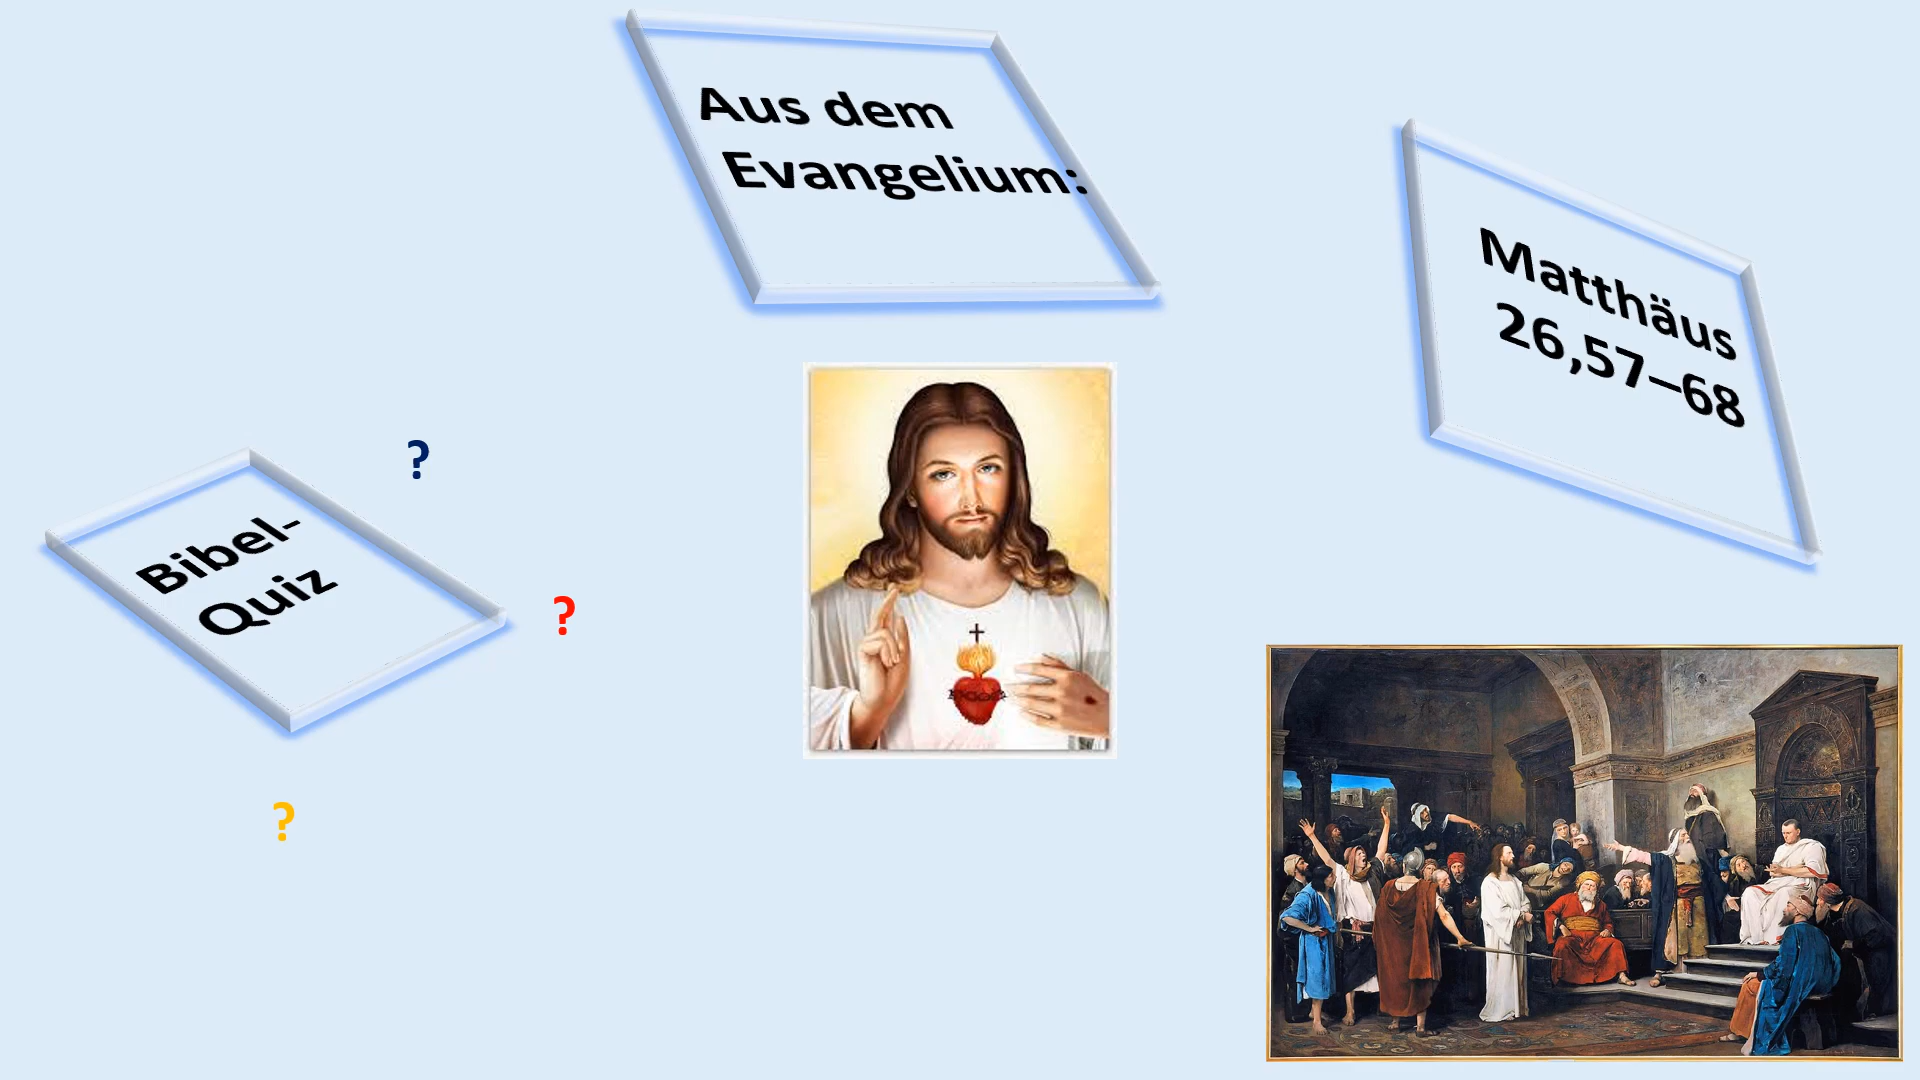 Aus dem
Evangelium:
Matthäus
26,57–68
?
Bibel-
Quiz
?
?